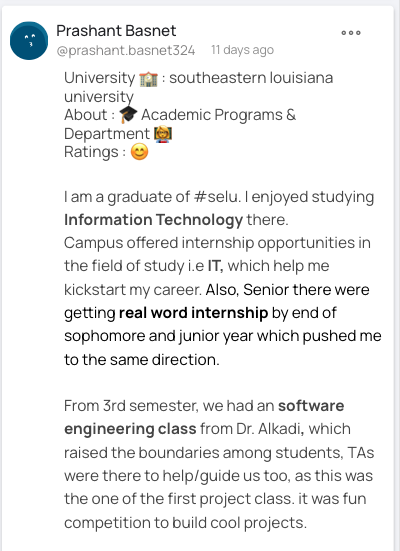 Prashant Basnet
@prashant.basnet324 11 days ago
University 🏫 : southeastern louisiana
university
About : 🎓 Academic Programs &
Department 👩‍🏫
Ratings : 😊
I am a graduate of #selu. I enjoyed studying
Information Technology there.
Campus offered internship opportunities in
the field of study i.e IT, which help me
kickstart my career. Also, Senior there were
getting real word internship by end of
sophomore and junior year which pushed me
to the same direction.
From 3rd semester, we had an software
engineering class from Dr. Alkadi, which
raised the boundaries among students, TAs
were there to help/guide us too, as this was
the one of the first project class. it was fun
competition to build cool projects.